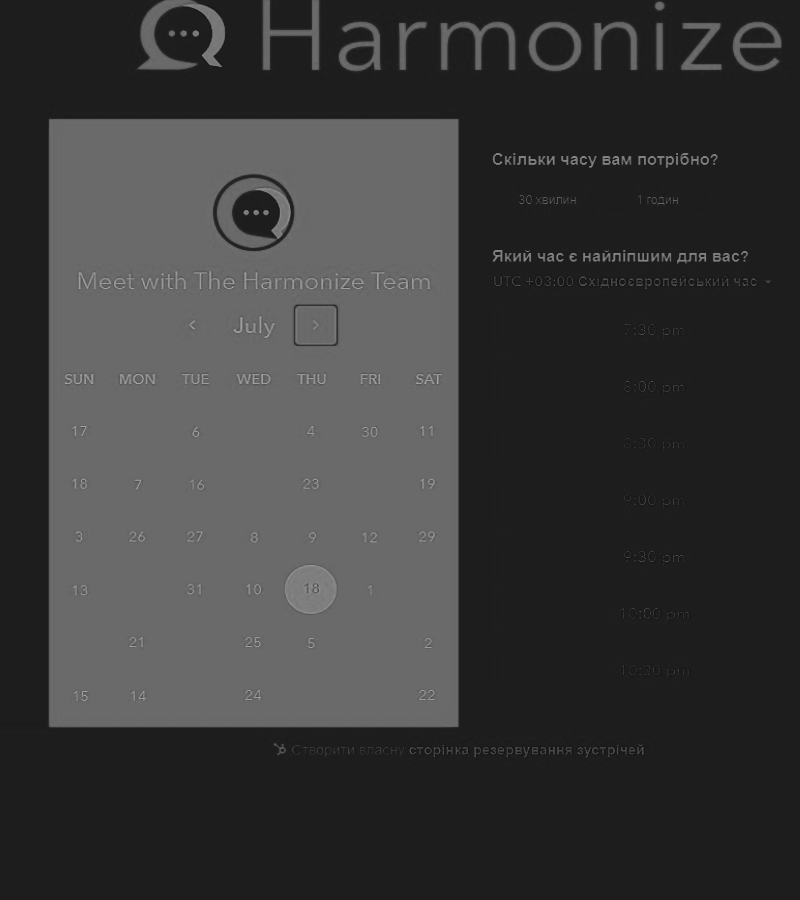 Harmonize
Meet with The Harmonize Team
July
SUN MON TUE WED THU FRI SAT
17 6 4 30 11
18 7 16 23 19
3 26 27 8 9 12 29
13 31 10 18 1
21 25 5 2
15 14 24 22
Скільки часу вам потрібно?
30 хвилин 1 годин
Який час є найліпшим для вас?
UTC +03:00 Східноєвропейський час
7:30 pm
8:00 pm
8:30 pm
9:00 pm
9:30 pm
10:00 pm
10:30 pm
Створити власну сторінка резервування зустрічей